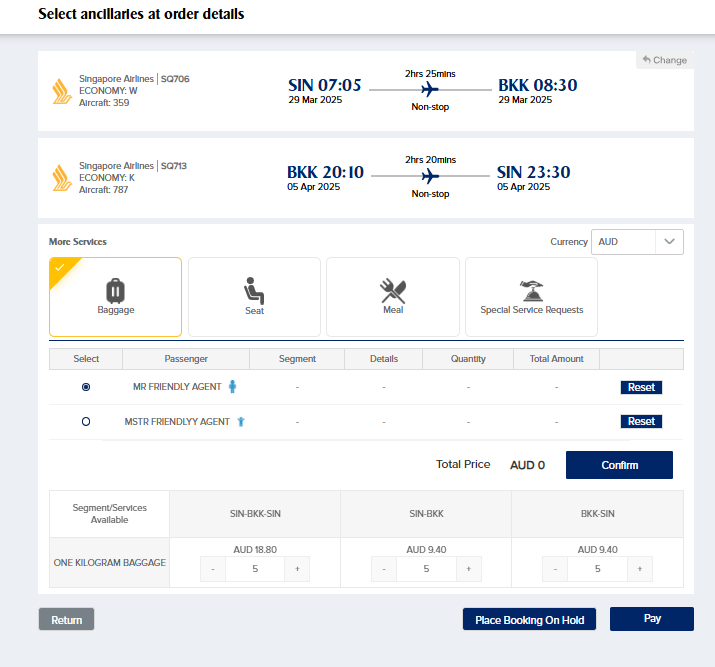 Select ancillaries at order details
Change
Singapore Airlines | SQ706
ECONOMY: W
Aircraft: 359
SIN 07:05
29 Mar 2025
2hrs 25mins
Non-stop
BKK 08:30
29 Mar 2025
Singapore Airlines | SQ713
ECONOMY: K
Aircraft: 787
BKK 20:10
05 Apr 2025
2hrs 20mins
Non-stop
SIN 23:30
05 Apr 2025
More Services
Currency AUD
Baggage
Seat
Meal
Special Service Requests
Select Passenger Segment Details Quantity Total Amount
MR FRIENDLY AGENT - - - - Reset
MSTR FRIENDLYY AGENT - - - - Reset
Total Price AUD 0 Confirm
Segment/Services
Available
SIN-BKK-SIN SIN-BKK BKK-SIN
ONE KILOGRAM BAGGAGE
AUD 18.80 AUD 9.40 AUD 9.40
- 5 + - 5 + - 5 +
Return Place Booking On Hold Pay